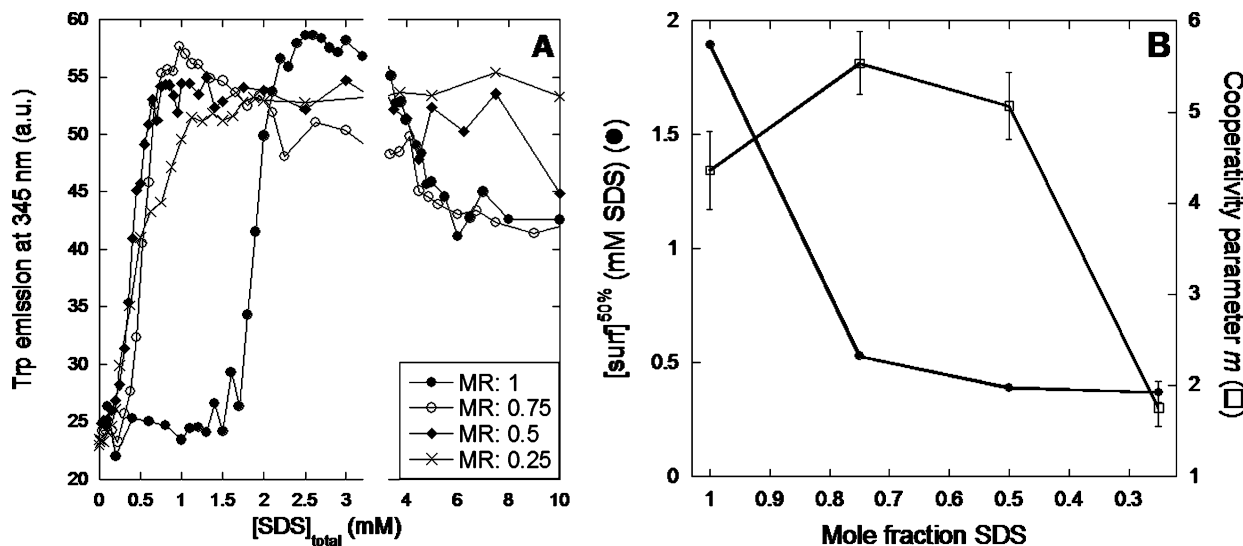 A
60
55
50
45
40
35
30
25
20
Trp emission at 345 nm (a.u.)
0 0.5 1 1.5 2 2.5 3 4 6 8 10
[SDS]total (mM)
MR: 1
MR: 0.75
MR: 0.5
MR: 0.25
B
2
1.5
1
0.5
0
[surf]50% (mM SDS) (●)
6
5
4
3
2
1
Cooperativity parameter m (□)
1 0.9 0.8 0.7 0.6 0.5 0.4 0.3
Mole fraction SDS